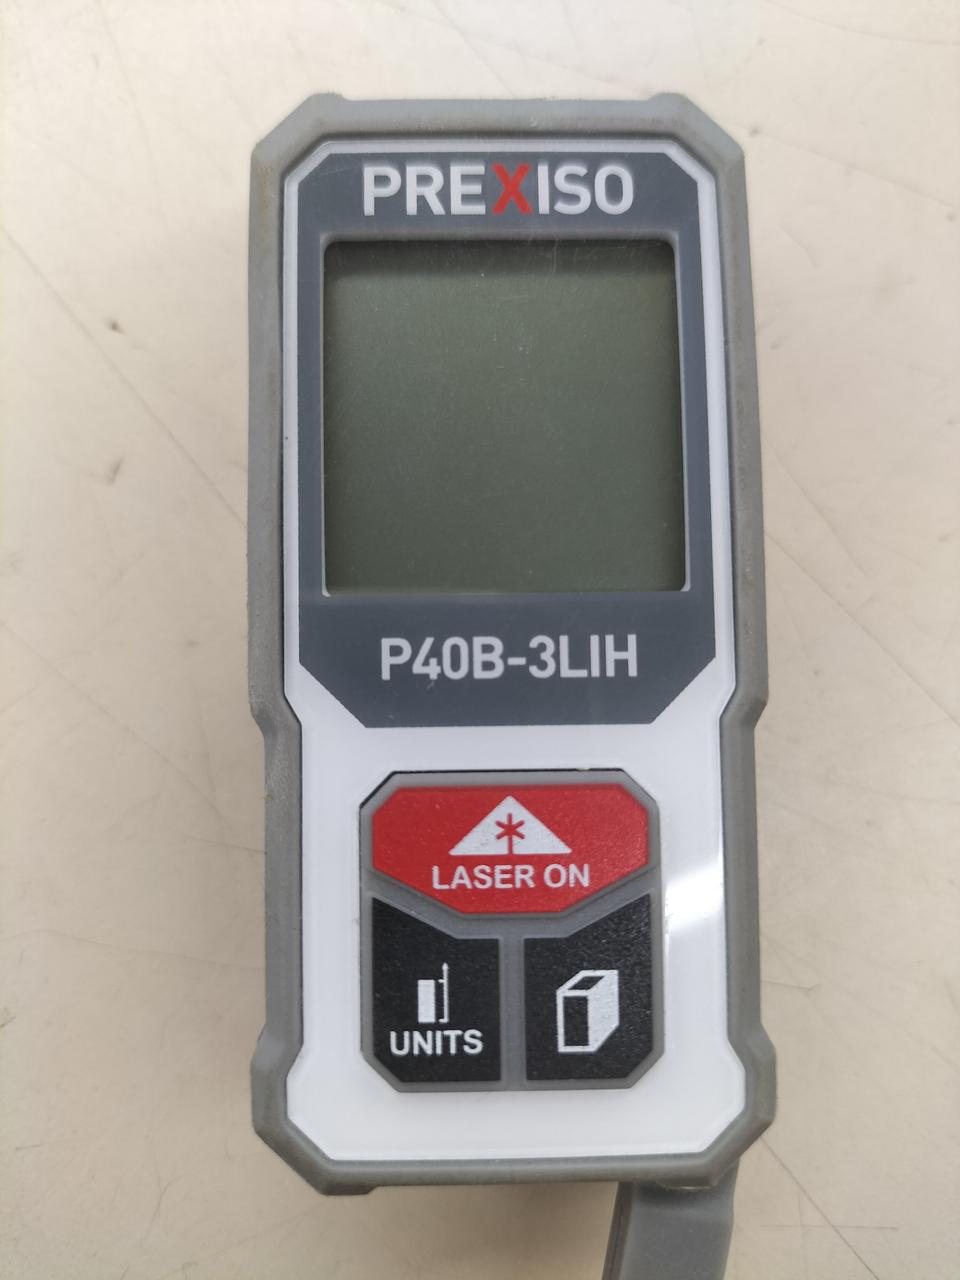 PREXISO
P40B-3LIH
LASER ON
UNITS